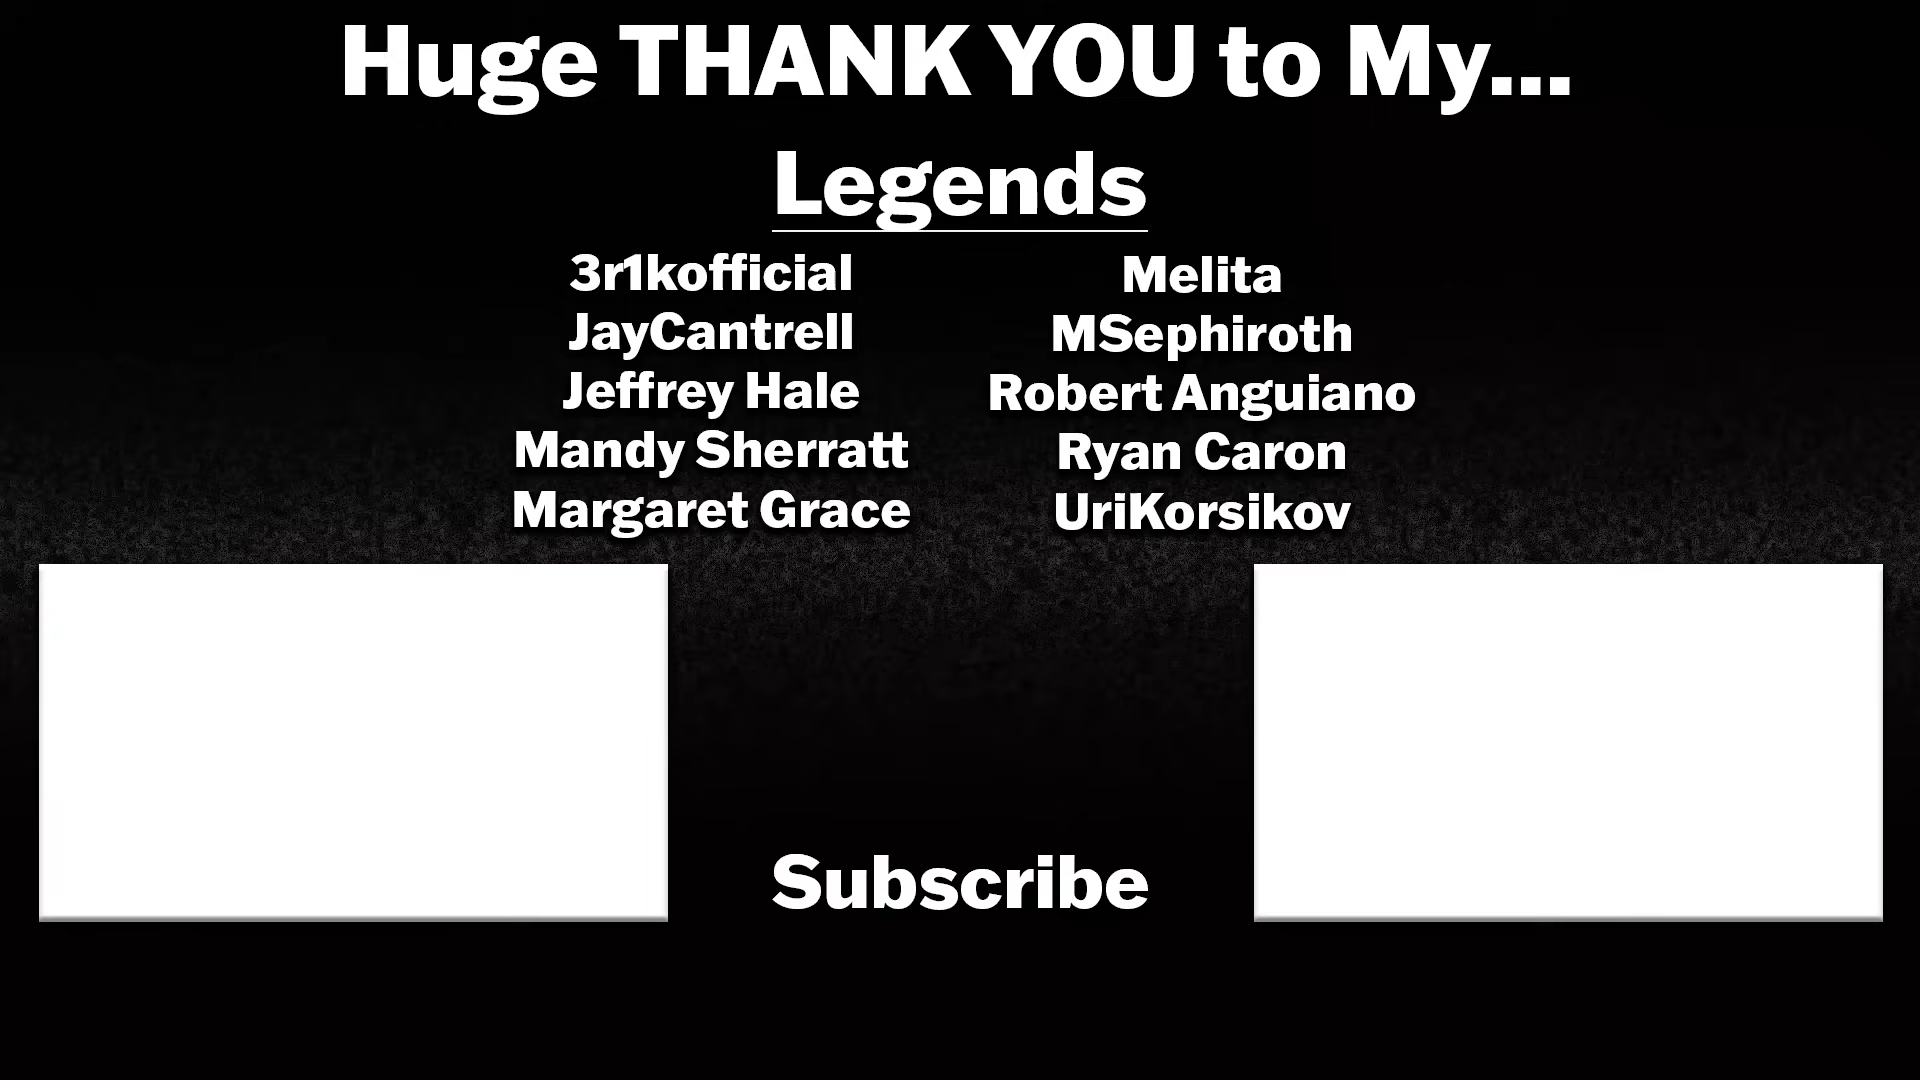 Huge THANK YOU to My...
Legends
3r1kofficial
JayCantrell
Jeffrey Hale
Mandy Sherratt
Margaret Grace
Melita
MSephiroth
Robert Anguiano
Ryan Caron
UriKorsikov
Subscribe